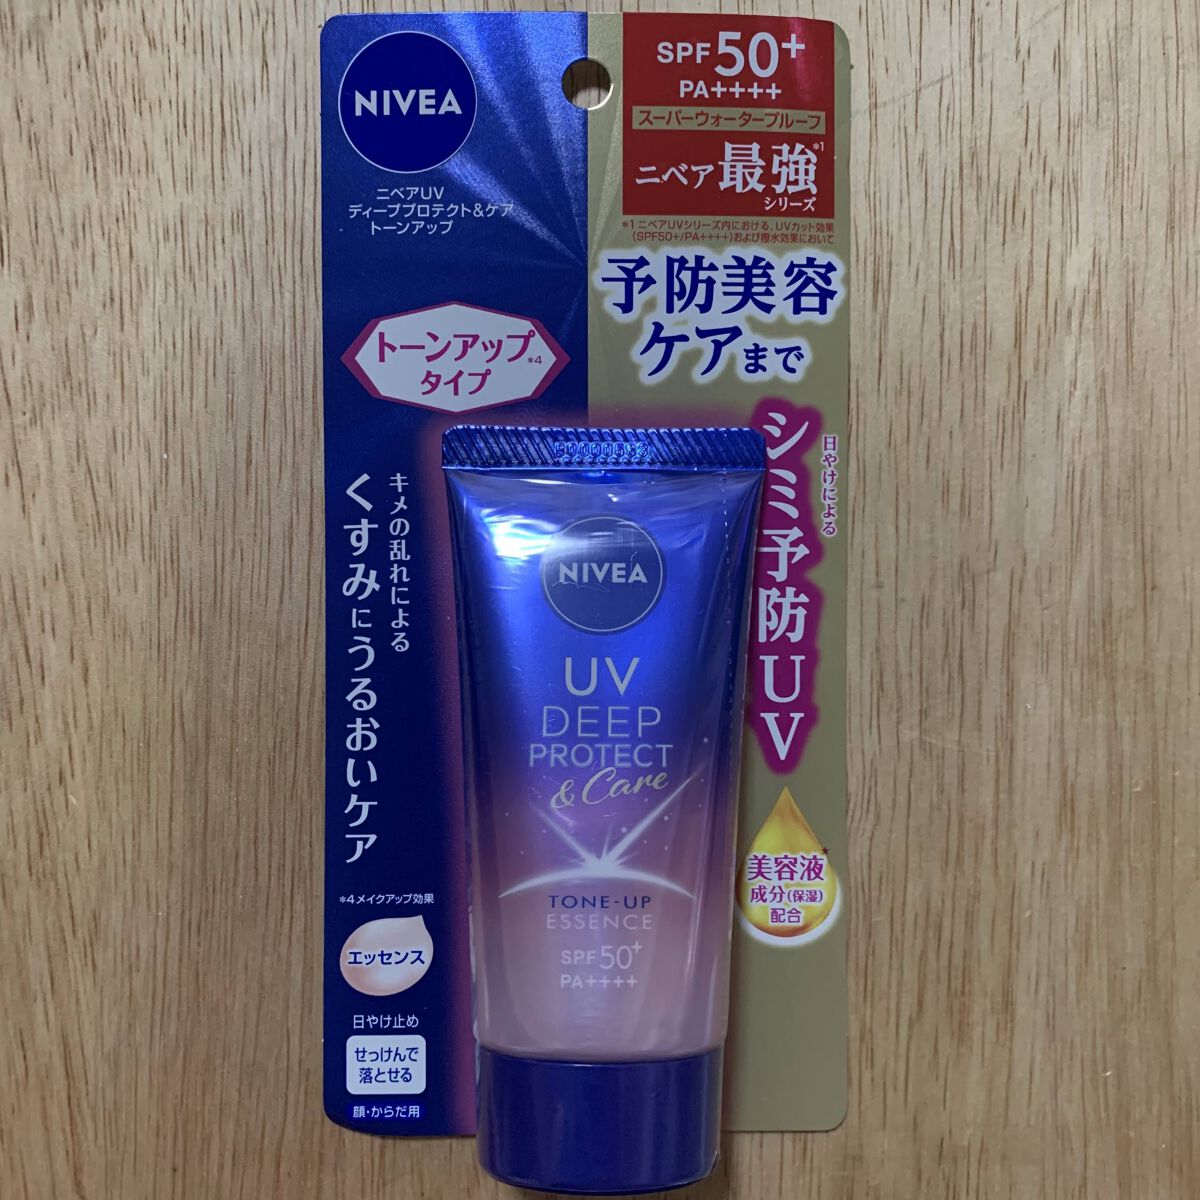 NIVEA
ニベアUV
ディーププロテクト&ケア
トーンアップ
トーンアップ*4
タイプ
キメの乱れによる
くすみにうるおいケア
*4メイクアップ効果
エッセンス
日やけ止め
せっけんで
落とせる
顔・からだ用
SPF50+
PA++++
スーパーウォータープルーフ
ニベア最強*1
シリーズ
*1 ニベアUVシリーズ内における、UVカット効果
(SPF50+/PA++++)および撥水効果において
予防美容
ケアまで
日やけによる
シミ予防UV
美容液*
成分(保湿)
配合
NIVEA
UV
DEEP
PROTECT
& Care
TONE-UP
ESSENCE
SPF50+
PA++++